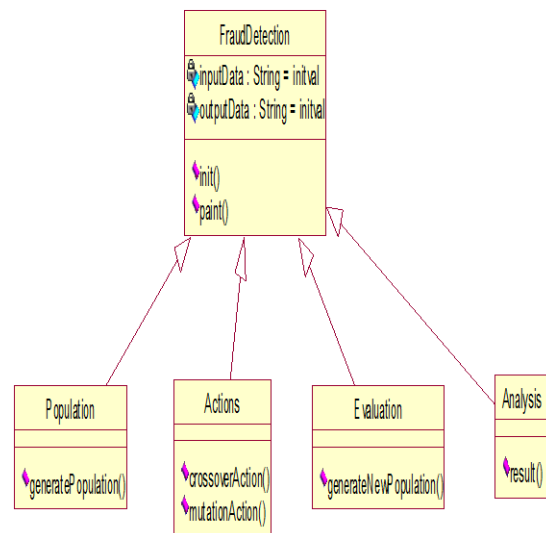 FraudDetection
inputData : String = initval
outputData : String = initval
init()
paint()
Population
generatePopulation()
Actions
crossoverAction()
mutationAction()
Evaluation
generateNewPopulation()
Analysis
result()